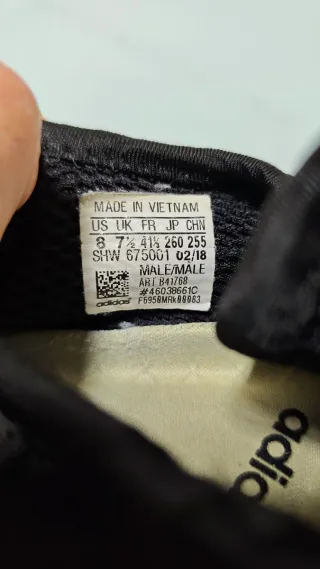 MADE IN VIETNAM
US UK FR JP CHN
8 7½ 41⅓ 260 255
SHW 675001 02/18
MALE/MALE
ART B41768
#46038661C
adidas F6950MRk00083
adid